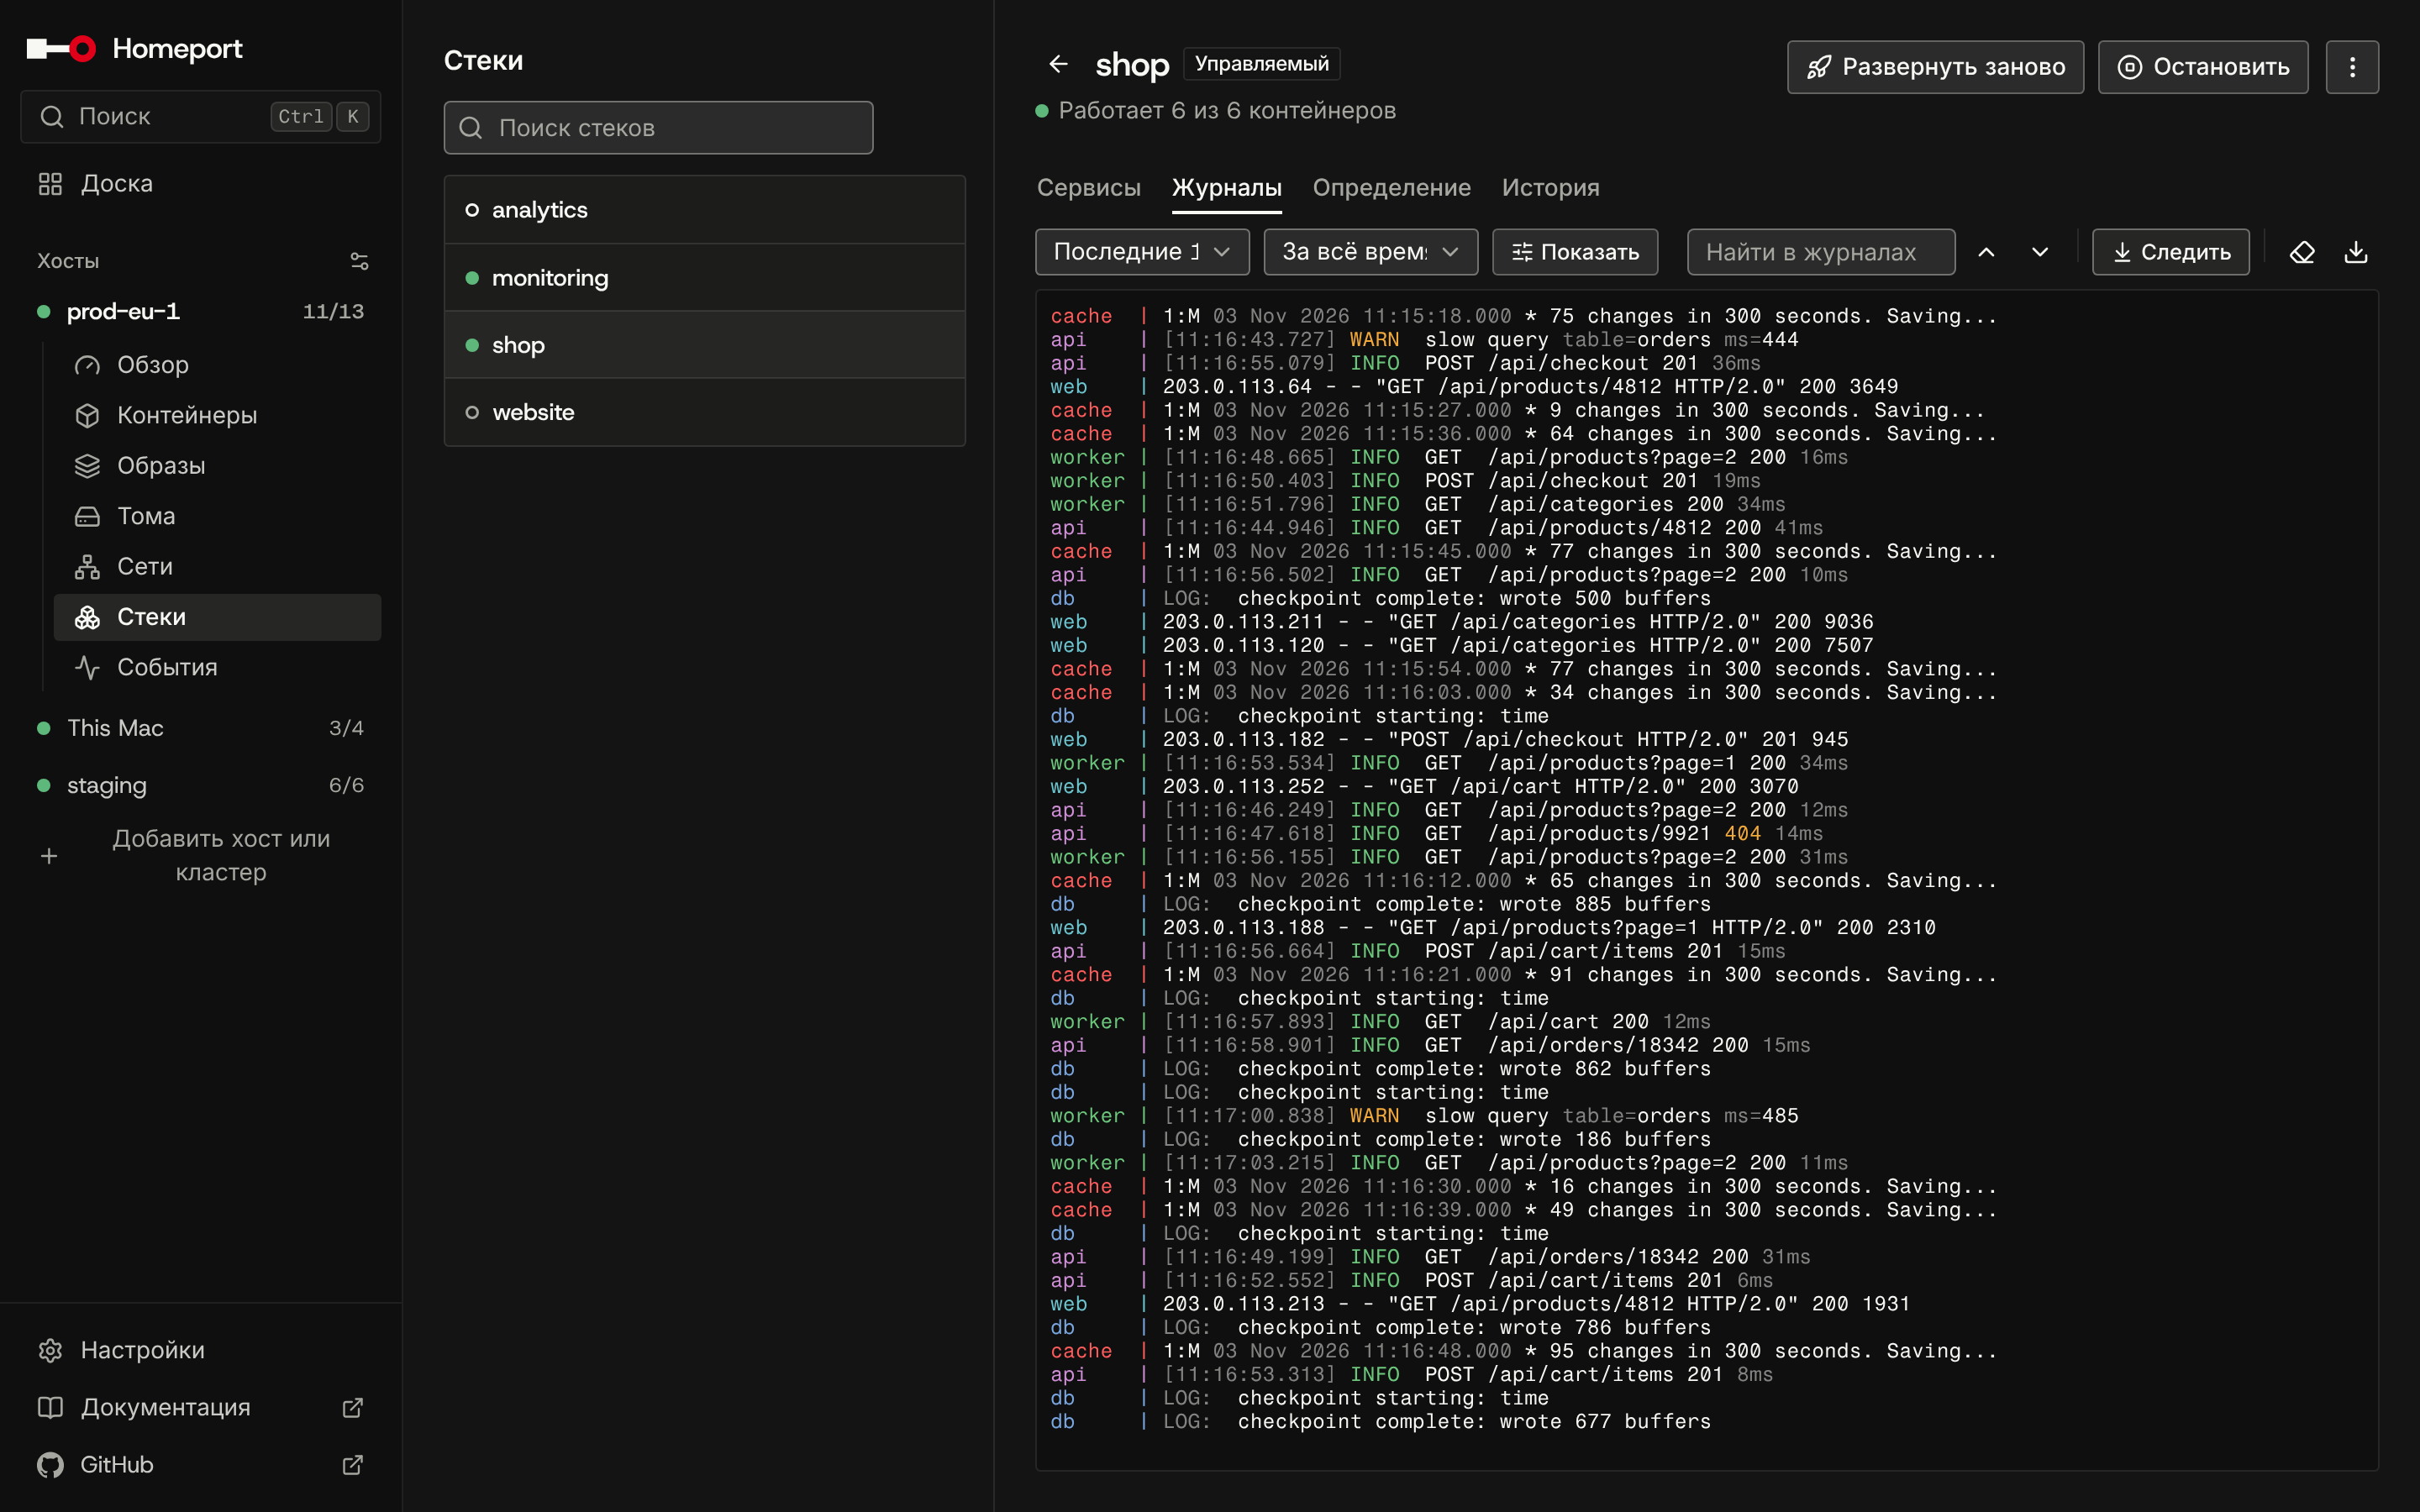 Homeport
Поиск Ctrl K
Доска
Хосты
prod-eu-1 11/13
Обзор
Контейнеры
Образы
Тома
Сети
Стеки
События
This Mac 3/4
staging 6/6
Добавить хост или
кластер
Настройки
Документация
GitHub
Стеки
Поиск стеков
analytics
monitoring
shop
website
shop Управляемый
Работает 6 из 6 контейнеров
Развернуть заново Остановить
Сервисы Журналы Определение История
Последние 1 За всё врем Показать Найти в журналах Следить
cache | 1:M 03 Nov 2026 11:15:18.000 * 75 changes in 300 seconds. Saving...
api | [11:16:43.727] WARN slow query table=orders ms=444
api | [11:16:55.079] INFO POST /api/checkout 201 36ms
web | 203.0.113.64 - - "GET /api/products/4812 HTTP/2.0" 200 3649
cache | 1:M 03 Nov 2026 11:15:27.000 * 9 changes in 300 seconds. Saving...
cache | 1:M 03 Nov 2026 11:15:36.000 * 64 changes in 300 seconds. Saving...
worker | [11:16:48.665] INFO GET /api/products?page=2 200 16ms
worker | [11:16:50.403] INFO POST /api/checkout 201 19ms
worker | [11:16:51.796] INFO GET /api/categories 200 34ms
api | [11:16:44.946] INFO GET /api/products/4812 200 41ms
cache | 1:M 03 Nov 2026 11:15:45.000 * 77 changes in 300 seconds. Saving...
api | [11:16:56.502] INFO GET /api/products?page=2 200 10ms
db | LOG: checkpoint complete: wrote 500 buffers
web | 203.0.113.211 - - "GET /api/categories HTTP/2.0" 200 9036
web | 203.0.113.120 - - "GET /api/categories HTTP/2.0" 200 7507
cache | 1:M 03 Nov 2026 11:15:54.000 * 77 changes in 300 seconds. Saving...
cache | 1:M 03 Nov 2026 11:16:03.000 * 34 changes in 300 seconds. Saving...
db | LOG: checkpoint starting: time
web | 203.0.113.182 - - "POST /api/checkout HTTP/2.0" 201 945
worker | [11:16:53.534] INFO GET /api/products?page=1 200 34ms
web | 203.0.113.252 - - "GET /api/cart HTTP/2.0" 200 3070
api | [11:16:46.249] INFO GET /api/products?page=2 200 12ms
api | [11:16:47.618] INFO GET /api/products/9921 404 14ms
worker | [11:16:56.155] INFO GET /api/products?page=2 200 31ms
cache | 1:M 03 Nov 2026 11:16:12.000 * 65 changes in 300 seconds. Saving...
db | LOG: checkpoint complete: wrote 885 buffers
web | 203.0.113.188 - - "GET /api/products?page=1 HTTP/2.0" 200 2310
api | [11:16:56.664] INFO POST /api/cart/items 201 15ms
cache | 1:M 03 Nov 2026 11:16:21.000 * 91 changes in 300 seconds. Saving...
db | LOG: checkpoint starting: time
worker | [11:16:57.893] INFO GET /api/cart 200 12ms
api | [11:16:58.901] INFO GET /api/orders/18342 200 15ms
db | LOG: checkpoint complete: wrote 862 buffers
db | LOG: checkpoint starting: time
worker | [11:17:00.838] WARN slow query table=orders ms=485
db | LOG: checkpoint complete: wrote 186 buffers
worker | [11:17:03.215] INFO GET /api/products?page=2 200 11ms
cache | 1:M 03 Nov 2026 11:16:30.000 * 16 changes in 300 seconds. Saving...
cache | 1:M 03 Nov 2026 11:16:39.000 * 49 changes in 300 seconds. Saving...
db | LOG: checkpoint starting: time
api | [11:16:49.199] INFO GET /api/orders/18342 200 31ms
api | [11:16:52.552] INFO POST /api/cart/items 201 6ms
web | 203.0.113.213 - - "GET /api/products/4812 HTTP/2.0" 200 1931
db | LOG: checkpoint complete: wrote 786 buffers
cache | 1:M 03 Nov 2026 11:16:48.000 * 95 changes in 300 seconds. Saving...
api | [11:16:53.313] INFO POST /api/cart/items 201 8ms
db | LOG: checkpoint starting: time
db | LOG: checkpoint complete: wrote 677 buffers